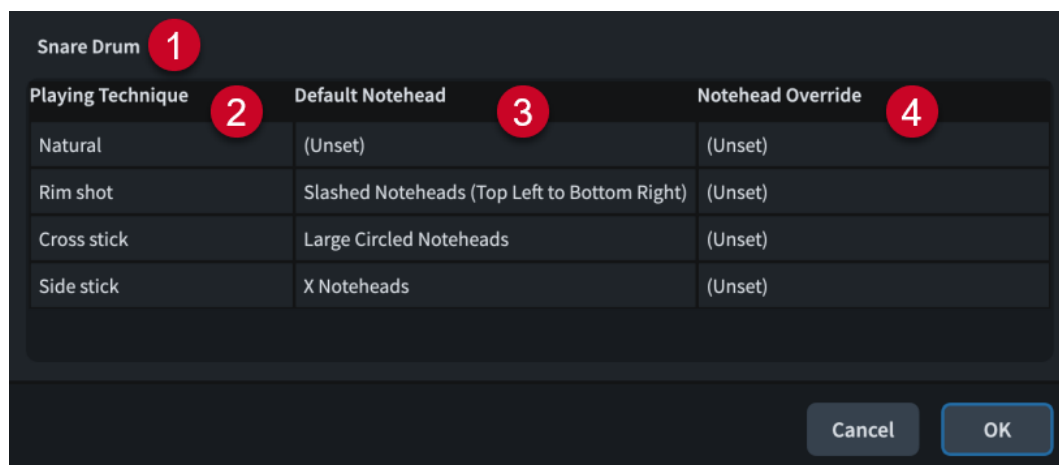 Snare Drum 1
Playing Technique 2 Default Notehead 3 Notehead Override 4
Natural (Unset) (Unset)
Rim shot Slashed Noteheads (Top Left to Bottom Right) (Unset)
Cross stick Large Circled Noteheads (Unset)
Side stick X Noteheads (Unset)
Cancel OK